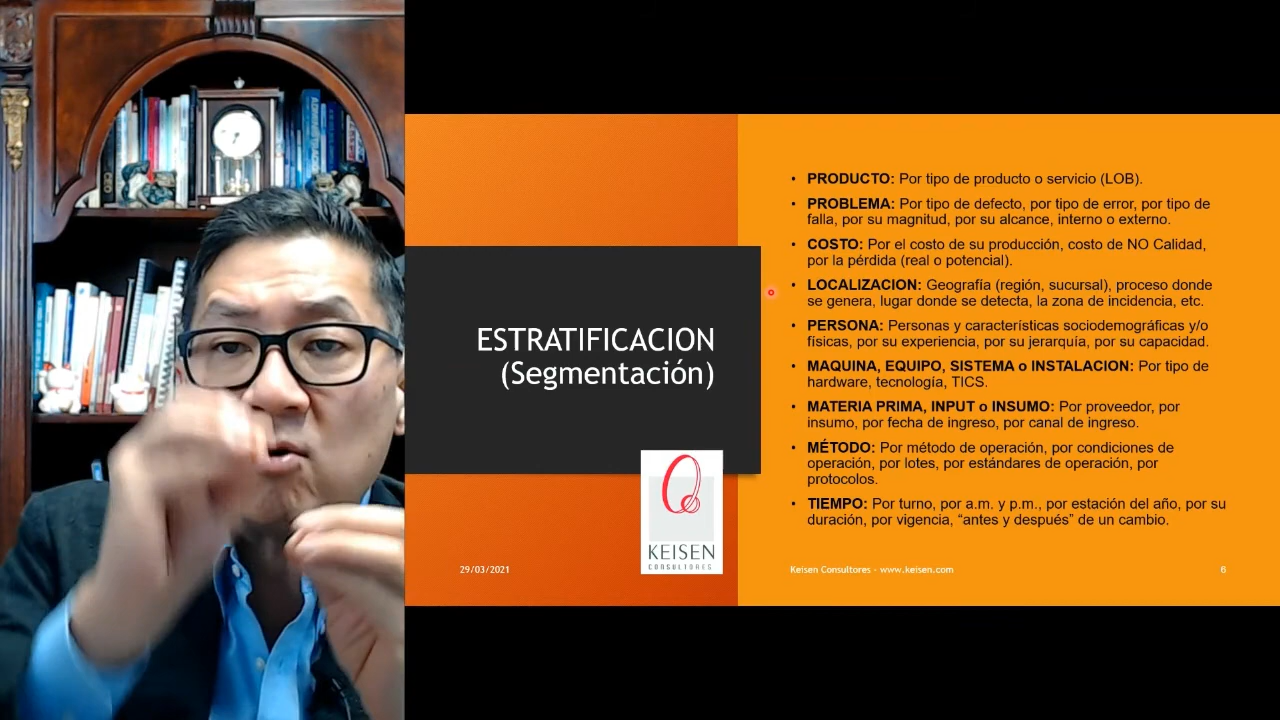 CEO
ADMINISTRACION
ESTRATIFICACION
(Segmentación)
KEISEN
CONSULTORES
29/03/2021
• PRODUCTO: Por tipo de producto o servicio (LOB).
• PROBLEMA: Por tipo de defecto, por tipo de error, por tipo de
falla, por su magnitud, por su alcance, interno o externo.
• COSTO: Por el costo de su producción, costo de NO Calidad,
por la pérdida (real o potencial).
• LOCALIZACION: Geografía (región, sucursal), proceso donde
se genera, lugar donde se detecta, la zona de incidencia, etc.
• PERSONA: Personas y características sociodemográficas y/o
físicas, por su experiencia, por su jerarquía, por su capacidad.
• MAQUINA, EQUIPO, SISTEMA o INSTALACION: Por tipo de
hardware, tecnología, TICS.
• MATERIA PRIMA, INPUT o INSUMO: Por proveedor, por
insumo, por fecha de ingreso, por canal de ingreso.
• MÉTODO: Por método de operación, por condiciones de
operación, por lotes, por estándares de operación, por
protocolos.
• TIEMPO: Por turno, por a.m. y p.m., por estación del año, por su
duración, por vigencia, “antes y después” de un cambio.
Keisen Consultores - www.keisen.com
6